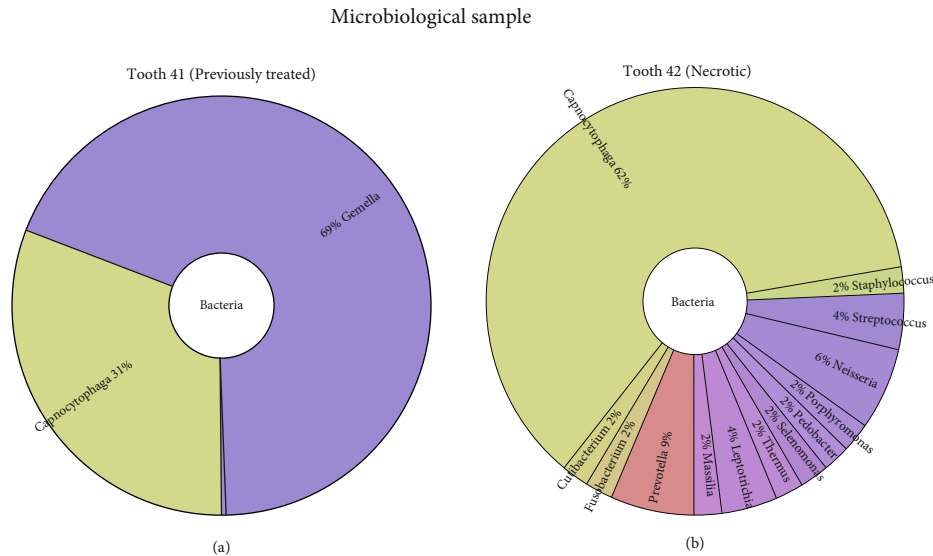 Microbiological sample
Tooth 41 (Previously treated)
69% Gemella
Bacteria
Capnocytophaga 31%
(a)
Tooth 42 (Necrotic)
Capnocytophaga 62%
2% Staphylococcus
4% Streptococcus
6% Neisseria
2% Porphyromonas
2% Pedobacter
2% Selenomonas
2% Thermus
4% Leptotrichia
2% Massilia
Prevotella 9%
Fusobacterium 2%
Cutibacterium 2%
Bacteria
(b)